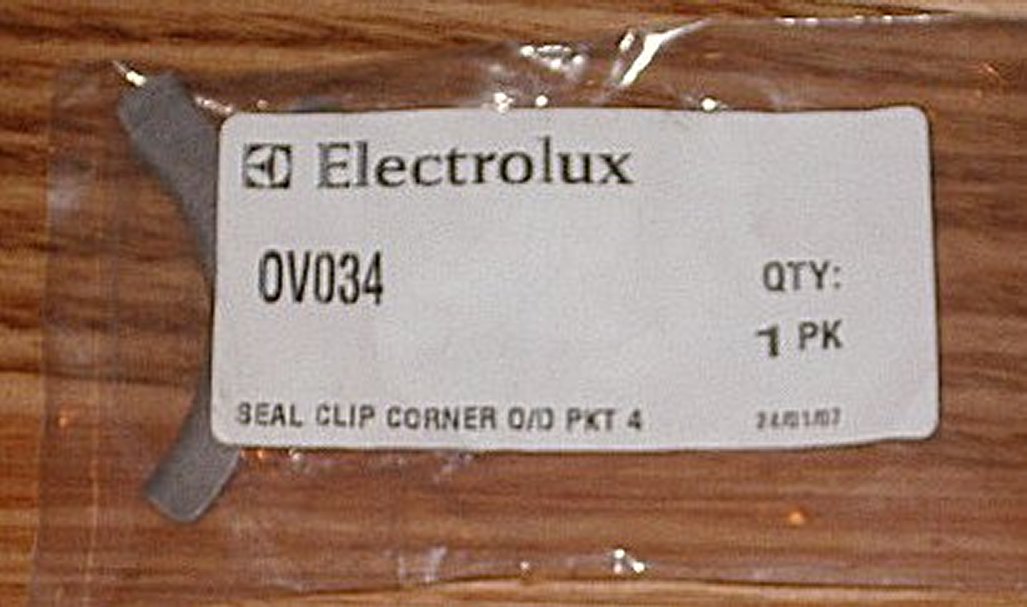 Electrolux
OV034
QTY:
1 PK
SEAL CLIP CORNER O/D PKT 4
24/01/07